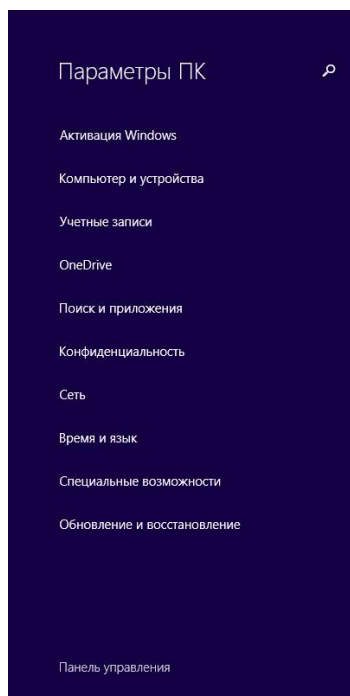 Параметры ПК
Активация Windows
Компьютер и устройства
Учетные записи
OneDrive
Поиск и приложения
Конфиденциальность
Сеть
Время и язык
Специальные возможности
Обновление и восстановление
Панель управления